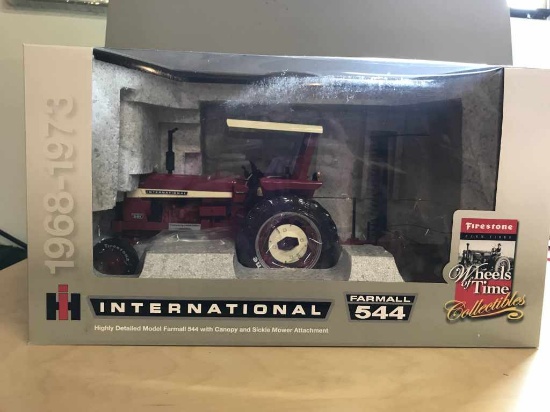 1968-1973
INTERNATIONAL
IH
INTERNATIONAL
FARMALL
544
Highly Detailed Model Farmall 544 with Canopy and Sickle Mower Attachment
Firestone
Wheels
of Time
Collectibles